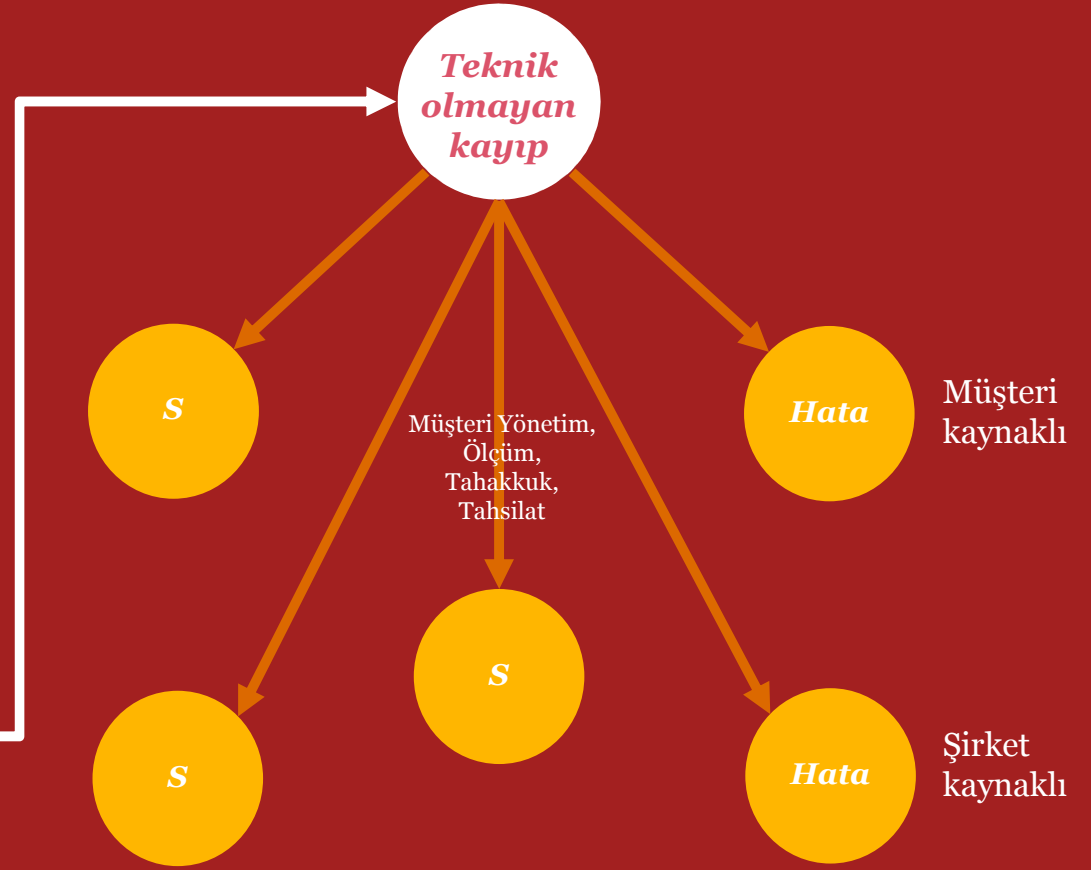 Teknik
olmayan
kayıp
S
Hata
Müşteri
kaynaklı
Müşteri Yönetim,
Ölçüm,
Tahakkuk,
Tahsilat
S
S
Hata
Şirket
kaynaklı